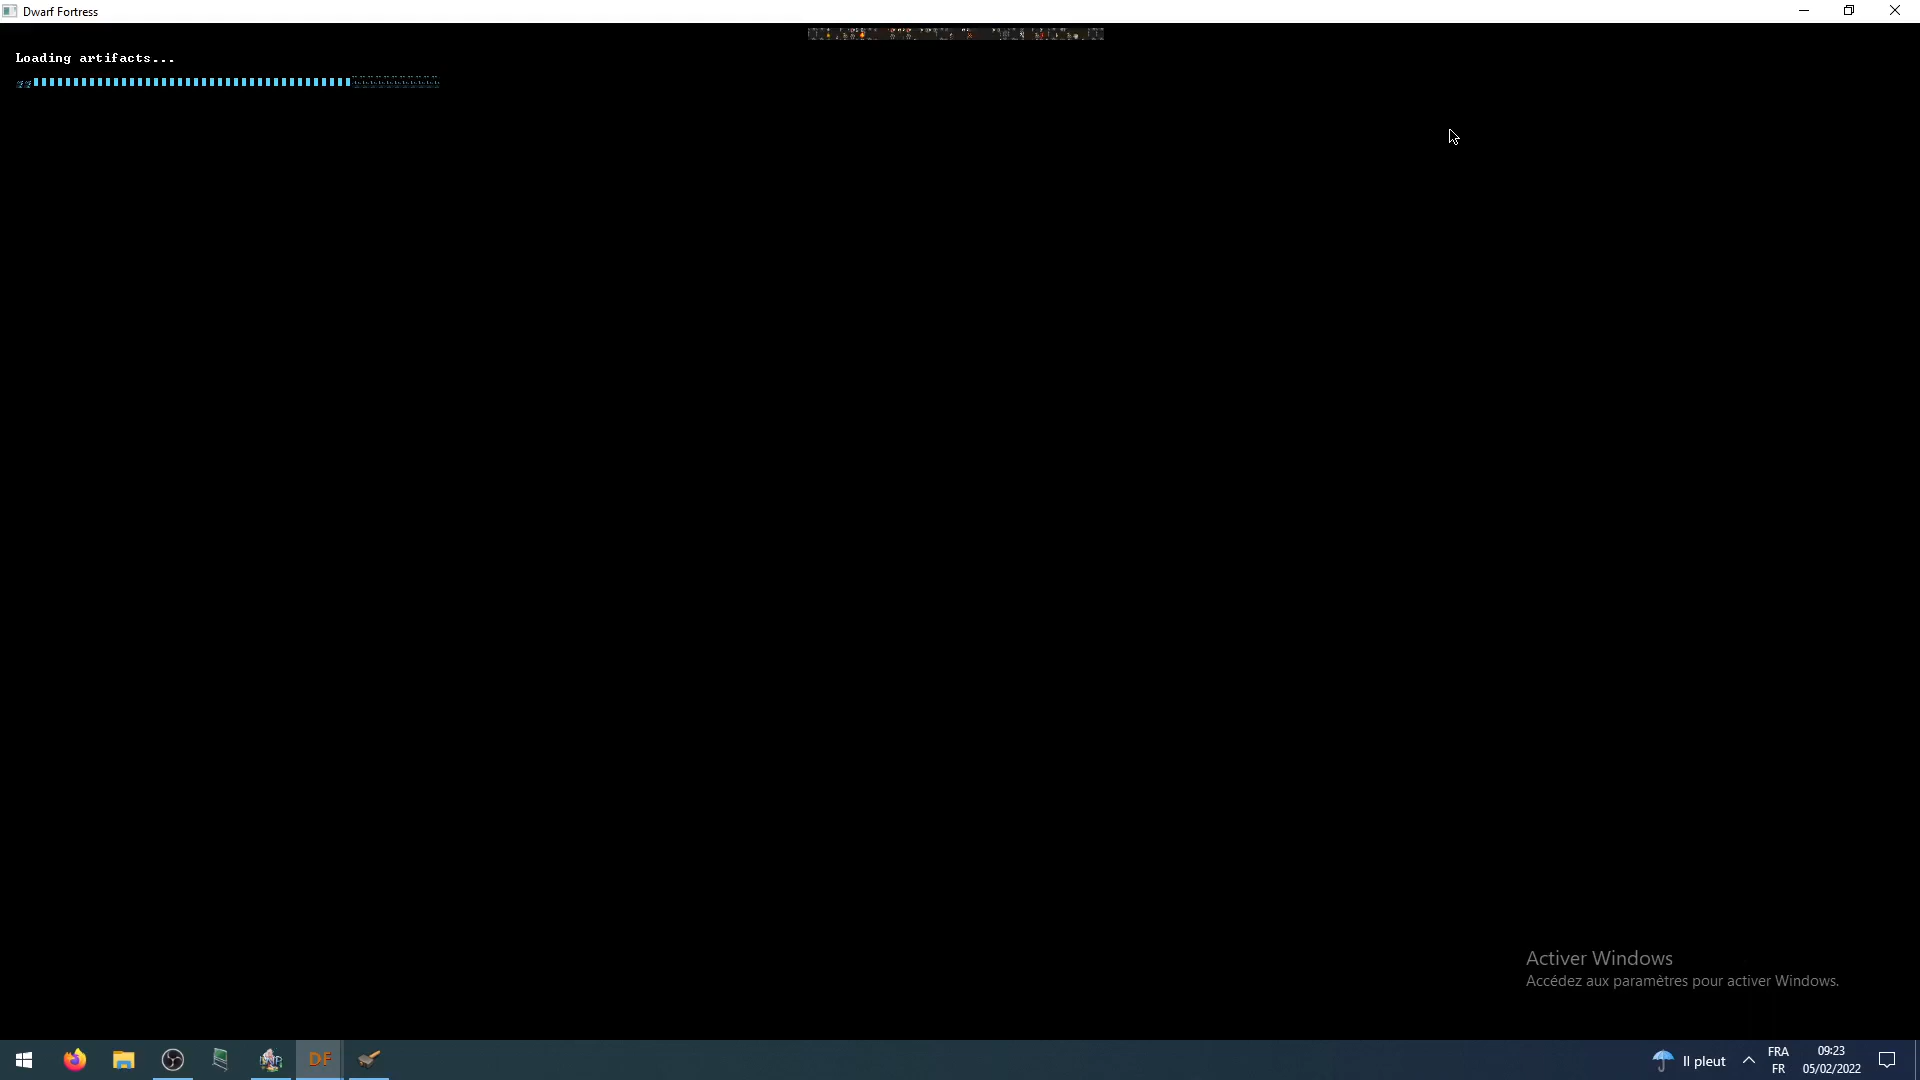 Dwarf Fortress
Loading artifacts...
Activer Windows
Accédez aux paramètres pour activer Windows.
DF
Il pleut
FRA
FR
09:23
05/02/2022